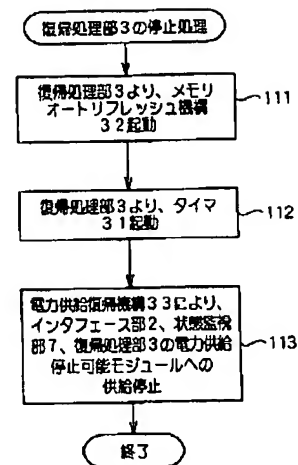 復帰処理部3の停止処理
復帰処理部3より、メモリ
オートリフレッシュ機構
32起動
111
復帰処理部3より、タイマ
31起動
112
電力供給復帰機構33により、
インタフェース部2、状態監視
部7、復帰処理部3の電力供給
停止可能モジュールへの
供給停止
113
終了